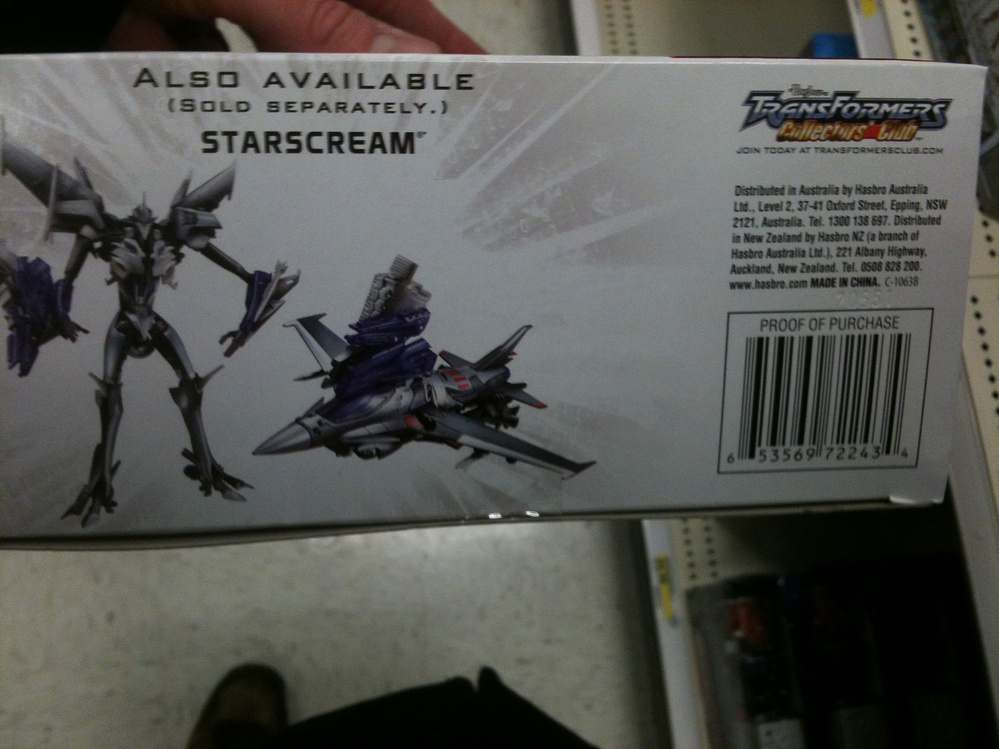 ALSO AVAILABLE
(SOLD SEPARATELY.)
STARSCREAM
Hasbro
TRANSFORMERS
Collectors' Club
JOIN TODAY AT TRANSFORMERSCLUB.COM
Distributed in Australia by Hasbro Australia
Ltd., Level 2, 37-41 Oxford Street, Epping, NSW
2121, Australia. Tel. 1300 138 697. Distributed
in New Zealand by Hasbro NZ (a branch of
Hasbro Australia Ltd.), 221 Albany Highway,
Auckland, New Zealand. Tel. 0508 828 200.
www.hasbro.com MADE IN CHINA. C-1063B
PROOF OF PURCHASE
6 53569 72243 4